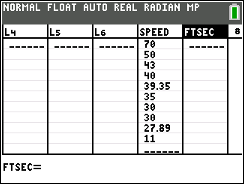 NORMAL FLOAT AUTO REAL RADIAN MP
L4 L5 L6 SPEED FTSEC 8
------ ------ ------ 70 ------
50
43
40
39.35
35
30
30
27.89
11
------
FTSEC=